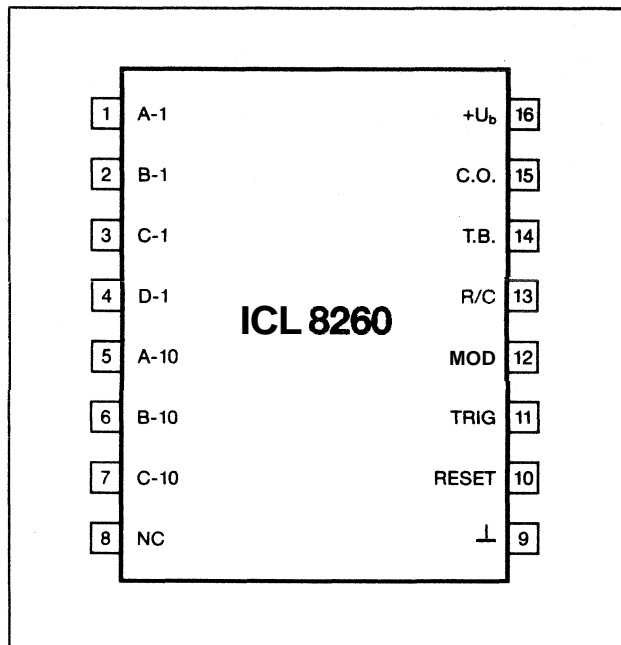 1 A-1 +Ub 16
2 B-1 C.O. 15
3 C-1 T.B. 14
4 D-1 R/C 13
ICL 8260
5 A-10 MOD 12
6 B-10 TRIG 11
7 C-10 RESET 10
8 NC ⊥ 9